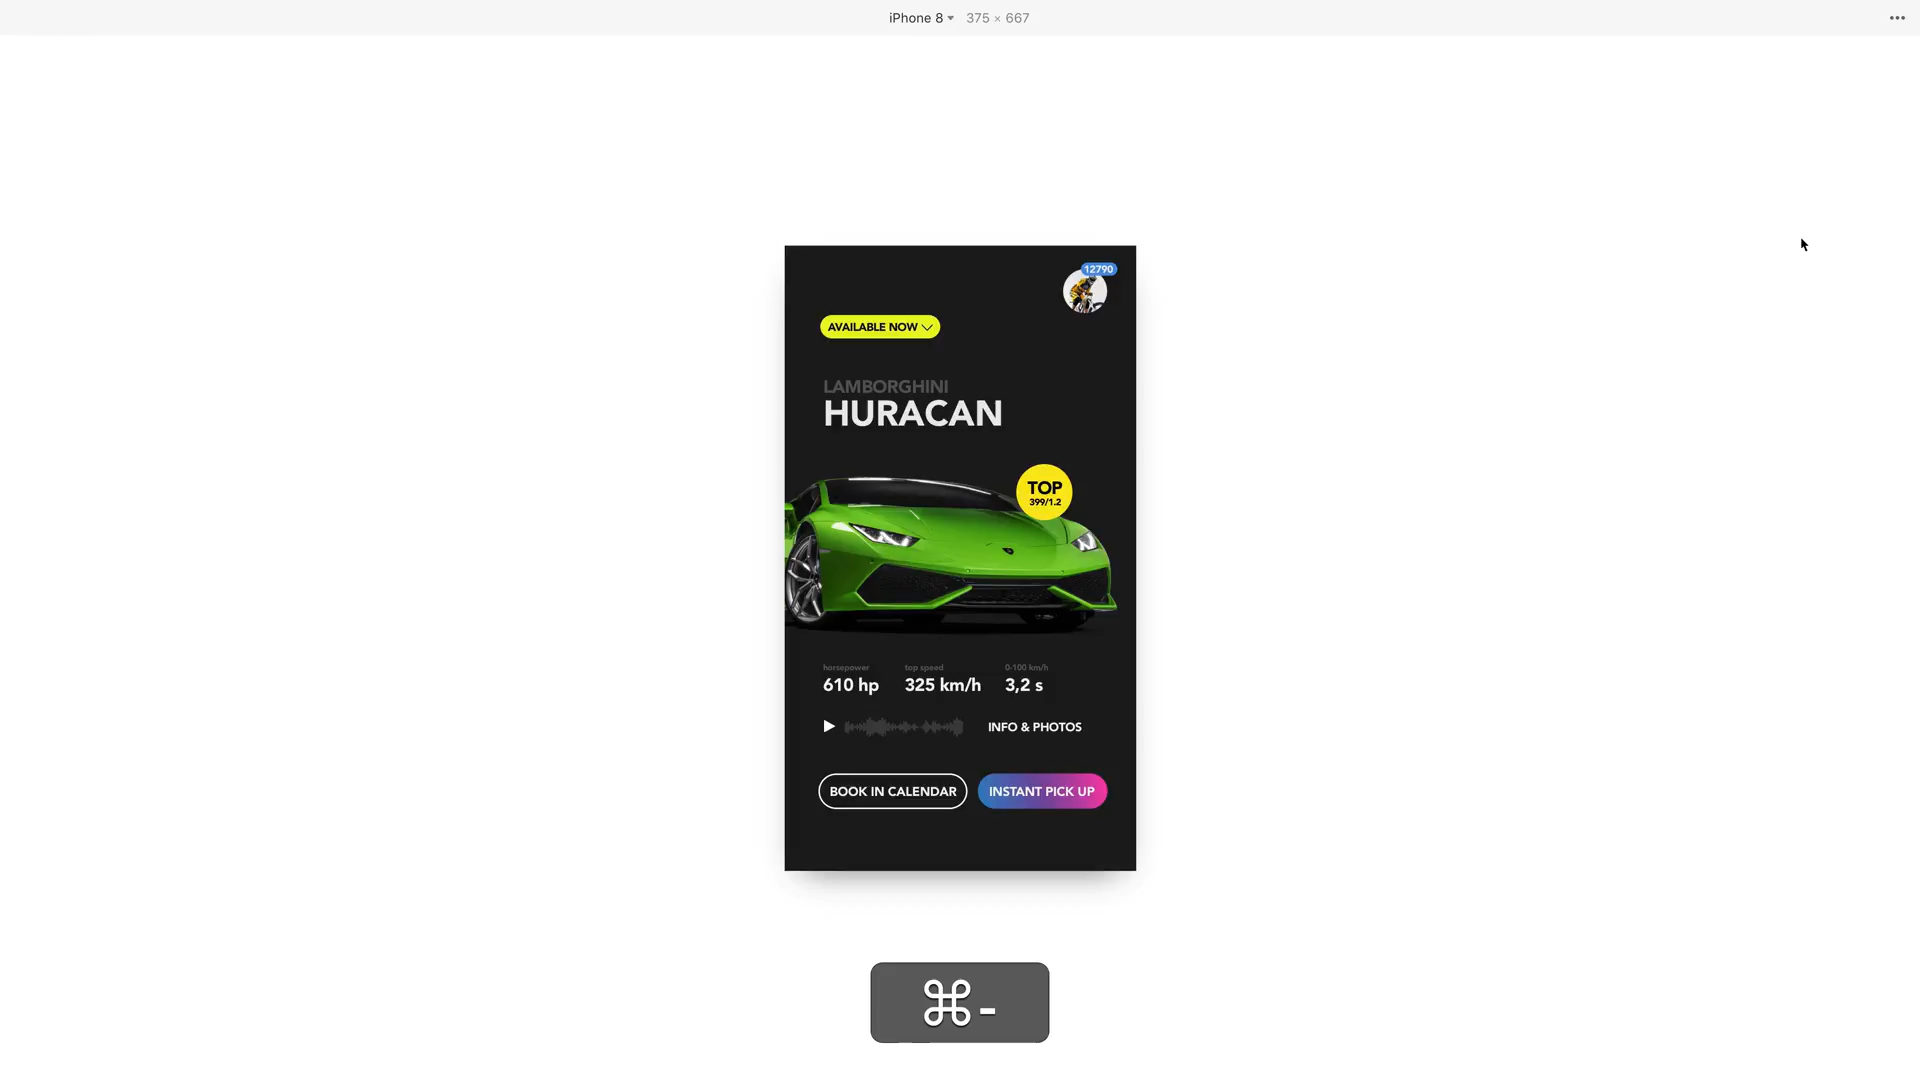 iPhone 8 375 × 667
12790
AVAILABLE NOW
LAMBORGHINI
HURACAN
TOP
399/1.2
horsepower top speed 0-100 km/h
610 hp 325 km/h 3,2 s
INFO & PHOTOS
BOOK IN CALENDAR INSTANT PICK UP
⌘-